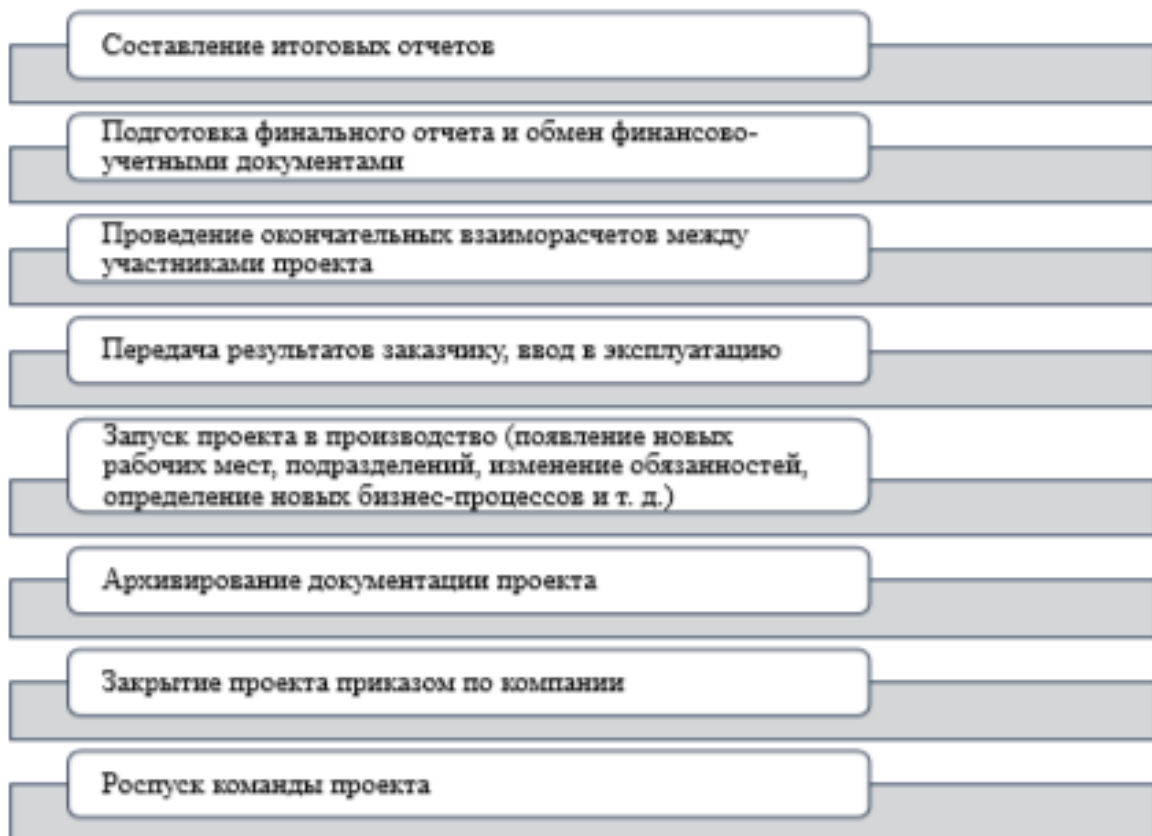 Составление итоговых отчетов
Подготовка финального отчета и обмен финансово-
учетными документами
Проведение окончательных взаиморасчетов между
участниками проекта
Передача результатов заказчику, ввод в эксплуатацию
Запуск проекта в производство (появление новых
рабочих мест, подразделений, изменение обязанностей,
определение новых бизнес-процессов и т. д.)
Архивирование документации проекта
Закрытие проекта приказом по компании
Роспуск команды проекта